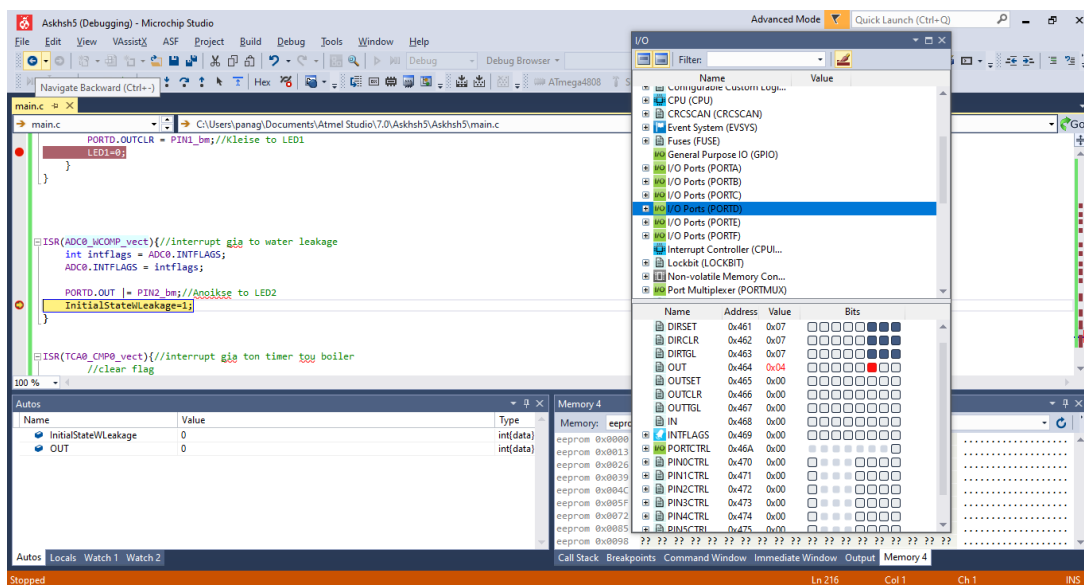 Askhsh5 (Debugging) - Microchip Studio
Advanced Mode
Quick Launch (Ctrl+Q)
File Edit View VAssistX ASF Project Build Debug Tools Window Help
Debug
Debug Browser
Hex
ATmega4808
Navigate Backward (Ctrl+-)
main.c
main.c
C:\Users\panag\Documents\Atmel Studio\7.0\Askhsh5\Askhsh5\main.c
Go
PORTD.OUTCLR = PIN1_bm;//Kleise to LED1
LED1=0;
}
}
ISR(ADC0_WCOMP_vect){//interrupt gia to water leakage
int intflags = ADC0.INTFLAGS;
ADC0.INTFLAGS = intflags;
PORTD.OUT |= PIN2_bm;//Anoikse to LED2
InitialStateWLeakage=1;
}
ISR(TCA0_CMP0_vect){//interrupt gia ton timer tou boiler
//clear flag
100 %
I/O
Filter:
Name Value
Configurable Custom Logi...
CPU (CPU)
CRCSCAN (CRCSCAN)
Event System (EVSYS)
Fuses (FUSE)
General Purpose IO (GPIO)
I/O Ports (PORTA)
I/O Ports (PORTB)
I/O Ports (PORTC)
I/O Ports (PORTD)
I/O Ports (PORTE)
I/O Ports (PORTF)
Interrupt Controller (CPUI...
Lockbit (LOCKBIT)
Non-volatile Memory Con...
Port Multiplexer (PORTMUX)
Name Address Value Bits
DIRSET 0x461 0x07
DIRCLR 0x462 0x07
DIRTGL 0x463 0x07
OUT 0x464 0x04
OUTSET 0x465 0x00
OUTCLR 0x466 0x00
OUTTGL 0x467 0x00
IN 0x468 0x00
INTFLAGS 0x469 0x00
PORTCTRL 0x46A 0x00
PIN0CTRL 0x470 0x00
PIN1CTRL 0x471 0x00
PIN2CTRL 0x472 0x00
PIN3CTRL 0x473 0x00
PIN4CTRL 0x474 0x00
PIN5CTRL 0x475 0x00
Autos
Name Value Type
InitialStateWLeakage 0 int{data}
OUT 0 int{data}
Autos Locals Watch 1 Watch 2
Memory 4
Memory: eepro
eeprom 0x0000
eeprom 0x0013
eeprom 0x0026
eeprom 0x0039
eeprom 0x004C
eeprom 0x005F
eeprom 0x0072
eeprom 0x0085
eeprom 0x0098 ?? ?? ?? ?? ?? ?? ?? ?? ?? ?? ?? ?? ?? ?? ?? ?? ?? ?? ??
Call Stack Breakpoints Command Window Immediate Window Output Memory 4
Stopped
Ln 216 Col 1 Ch 1 INS